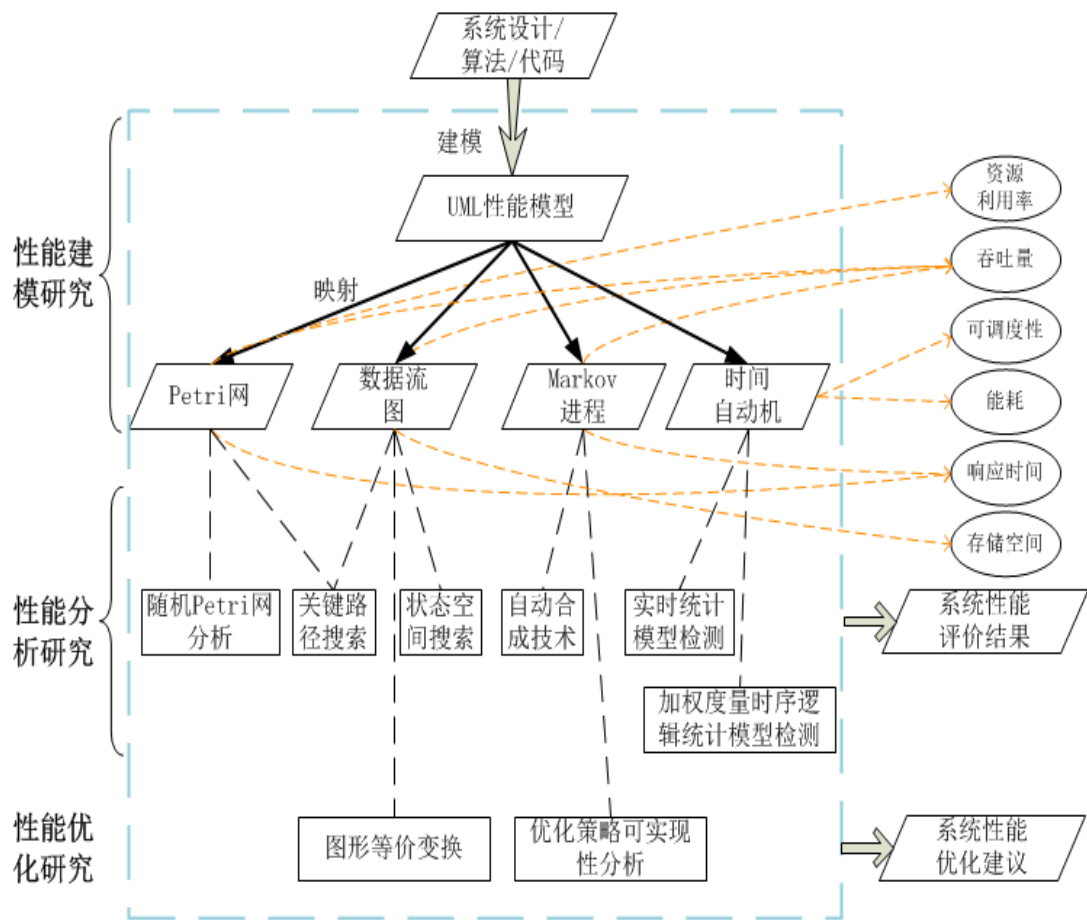 系统设计/
算法/代码
建模
UML性能模型
映射
性能建
模研究
Petri网
数据流
图
Markov
进程
时间
自动机
资源
利用率
吞吐量
可调度性
能耗
响应时间
存储空间
性能分
析研究
随机Petri网
分析
关键路
径搜索
状态空
间搜索
自动合
成技术
实时统计
模型检测
加权度量时序逻
辑统计模型检测
系统性能
评价结果
性能优
化研究
图形等价变换
优化策略可实现
性分析
系统性能
优化建议